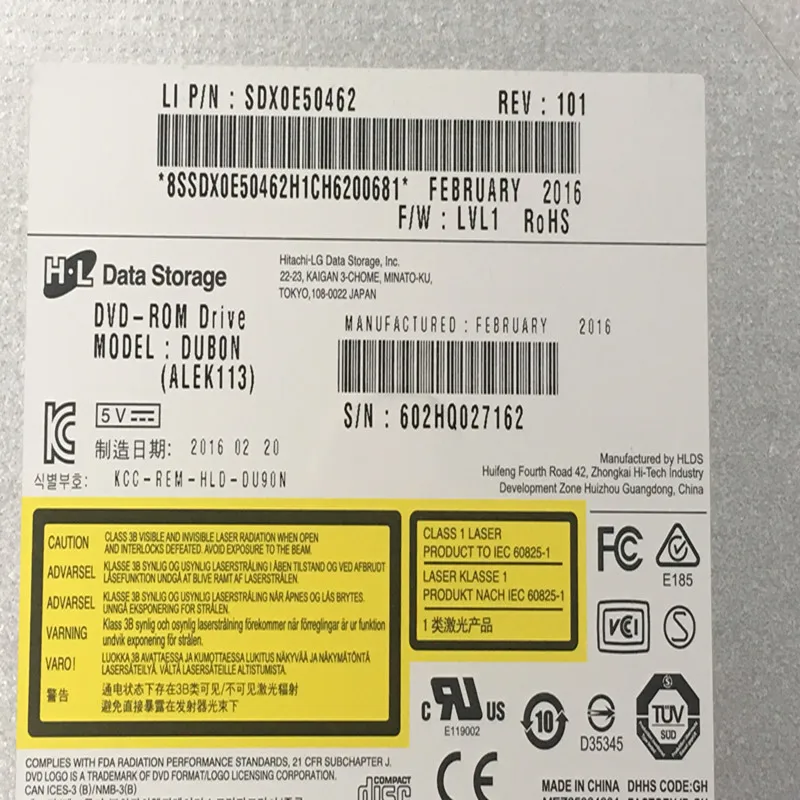 LI P/N : SDX0E50462 REV : 101
*8SSDX0E50462H1CH6200681* FEBRUARY 2016
F/W : LVL1 RoHS
H·L Data Storage
Hitachi-LG Data Storage, Inc.
22-23, KAIGAN 3-CHOME, MINATO-KU,
TOKYO,108-0022 JAPAN
DVD-ROM Drive
MODEL : DU80N
(ALEK113)
MANUFACTURED : FEBRUARY 2016
S/N : 602HQ027162
5 V
制造日期: 2016 02 20
식별부호: KCC-REM-HLD-DU90N
Manufactured by HLDS
Huifeng Fourth Road 42, Zhongkai Hi-Tech Industry
Development Zone Huizhou Guangdong, China
CAUTION CLASS 3B VISIBLE AND INVISIBLE LASER RADIATION WHEN OPEN
AND INTERLOCKS DEFEATED. AVOID EXPOSURE TO THE BEAM.
ADVARSEL KLASSE 3B SYNLIG OG USYNLIG LASERSTRÅLING I ÅBEN TILSTAND OG VED AFBRUDT
LÅSEFUNKTION UNDGÅ AT BLIVE RAMT AF LASERSTRÅLEN.
ADVARSEL KLASSE 3B SYNLIG OG USYNLIG LASERSTRÅLING NÅR ÅPNES OG LÅS BRYTES.
UNNGÅ EKSPONERING FOR STRÅLEN.
VARNING Klass 3B synlig och osynlig laserstrålning förekommer när förreglingar är ur funktion
undvik exponering för strålen.
VARO! LUOKKA 3B AVATTAESSA JA KUMOTTAESSA LUKITUS NÄKYVÄÄ JA NÄKYMÄTÖNTÄ
LASERSÄTEILYÄ. VÄLTÄ LASERSÄTEILLE ALTISTUMISTA.
警告 通电状态下存在3B类可见/不可见激光辐射
避免直接暴露在发射器光束下
CLASS 1 LASER
PRODUCT TO IEC 60825-1
LASER KLASSE 1
PRODUKT NACH IEC 60825-1
1 类激光产品
FC
E185
VCI S
c RU US
E119002
10
D35345
TÜV
SÜD
COMPLIES WITH FDA RADIATION PERFORMANCE STANDARDS, 21 CFR SUBCHAPTER J.
DVD LOGO IS A TRADEMARK OF DVD FORMAT/LOGO LICENSING CORPORATION.
CAN ICES-3 (B)/NMB-3(B)
COMPACT
disc
CE
MADE IN CHINA DHHS CODE:GH